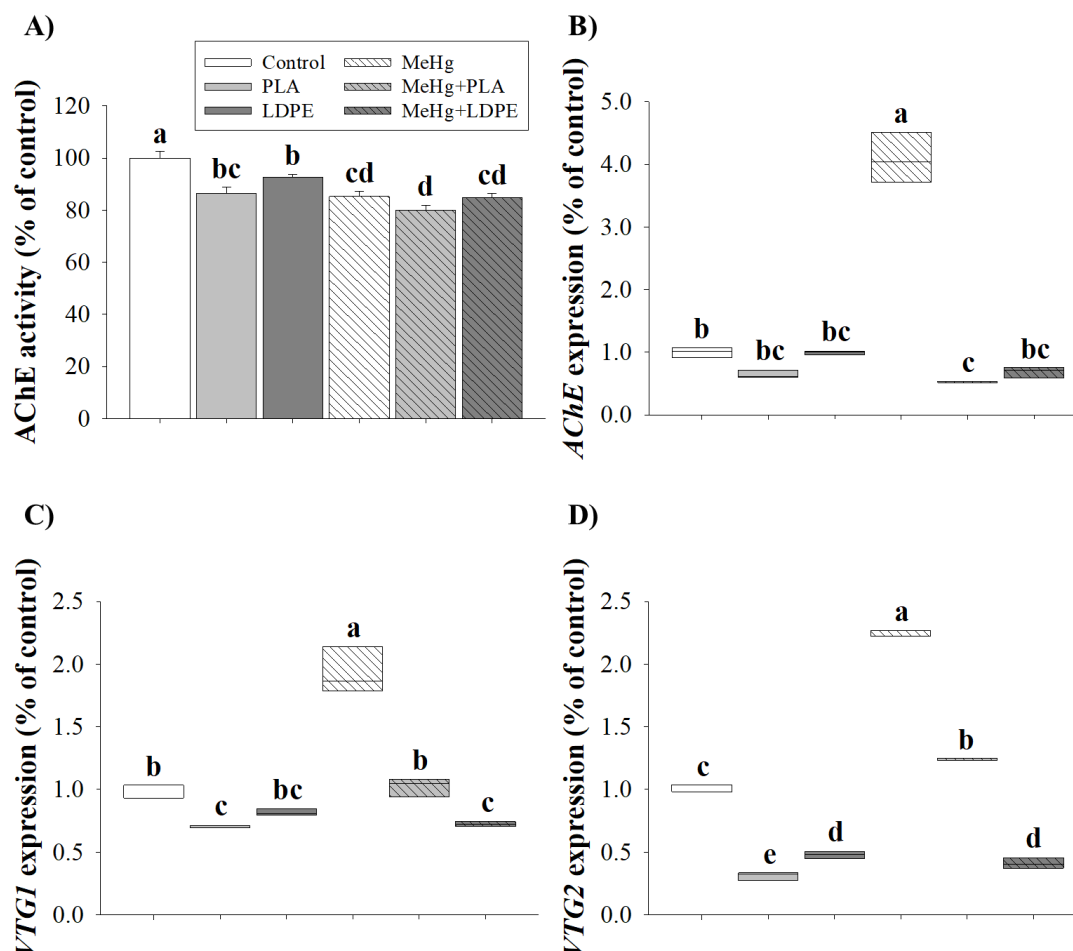 A)
Control
MeHg
PLA
MeHg+PLA
LDPE
MeHg+LDPE
AChE activity (% of control)
120
100
80
60
40
20
0
a
bc
b
cd
d
cd
B)
AChE expression (% of control)
5.0
4.0
3.0
2.0
1.0
0.0
b
bc
bc
a
c
bc
C)
VTG1 expression (% of control)
2.5
2.0
1.5
1.0
0.5
0.0
b
c
bc
a
b
c
D)
VTG2 expression (% of control)
2.5
2.0
1.5
1.0
0.5
0.0
c
e
d
a
b
d